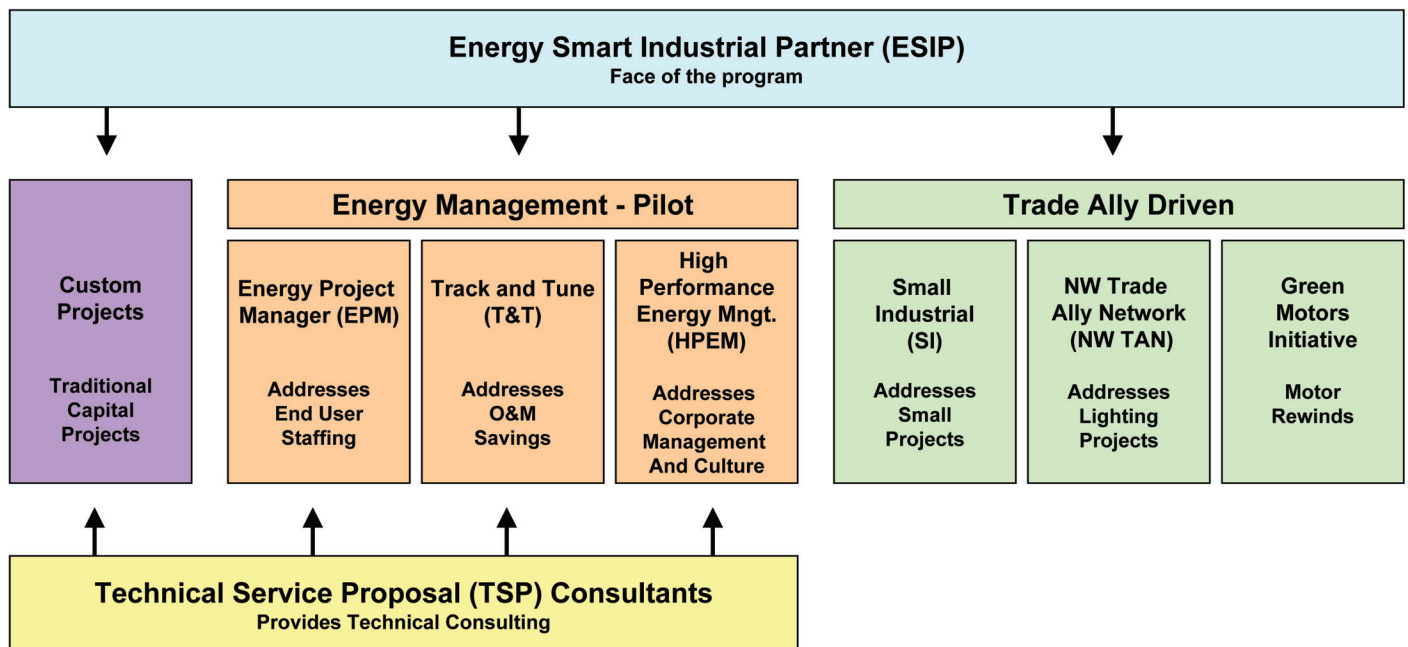 Energy Smart Industrial Partner (ESIP)
Face of the program
Custom
Projects
Traditional
Capital
Projects
Energy Management - Pilot
Energy Project
Manager (EPM)
Addresses
End User
Staffing
Track and Tune
(T&T)
Addresses
O&M
Savings
High
Performance
Energy Mngt.
(HPEM)
Addresses
Corporate
Management
And Culture
Trade Ally Driven
Small
Industrial
(SI)
Addresses
Small
Projects
NW Trade
Ally Network
(NW TAN)
Addresses
Lighting
Projects
Green
Motors
Initiative
Motor
Rewinds
Technical Service Proposal (TSP) Consultants
Provides Technical Consulting